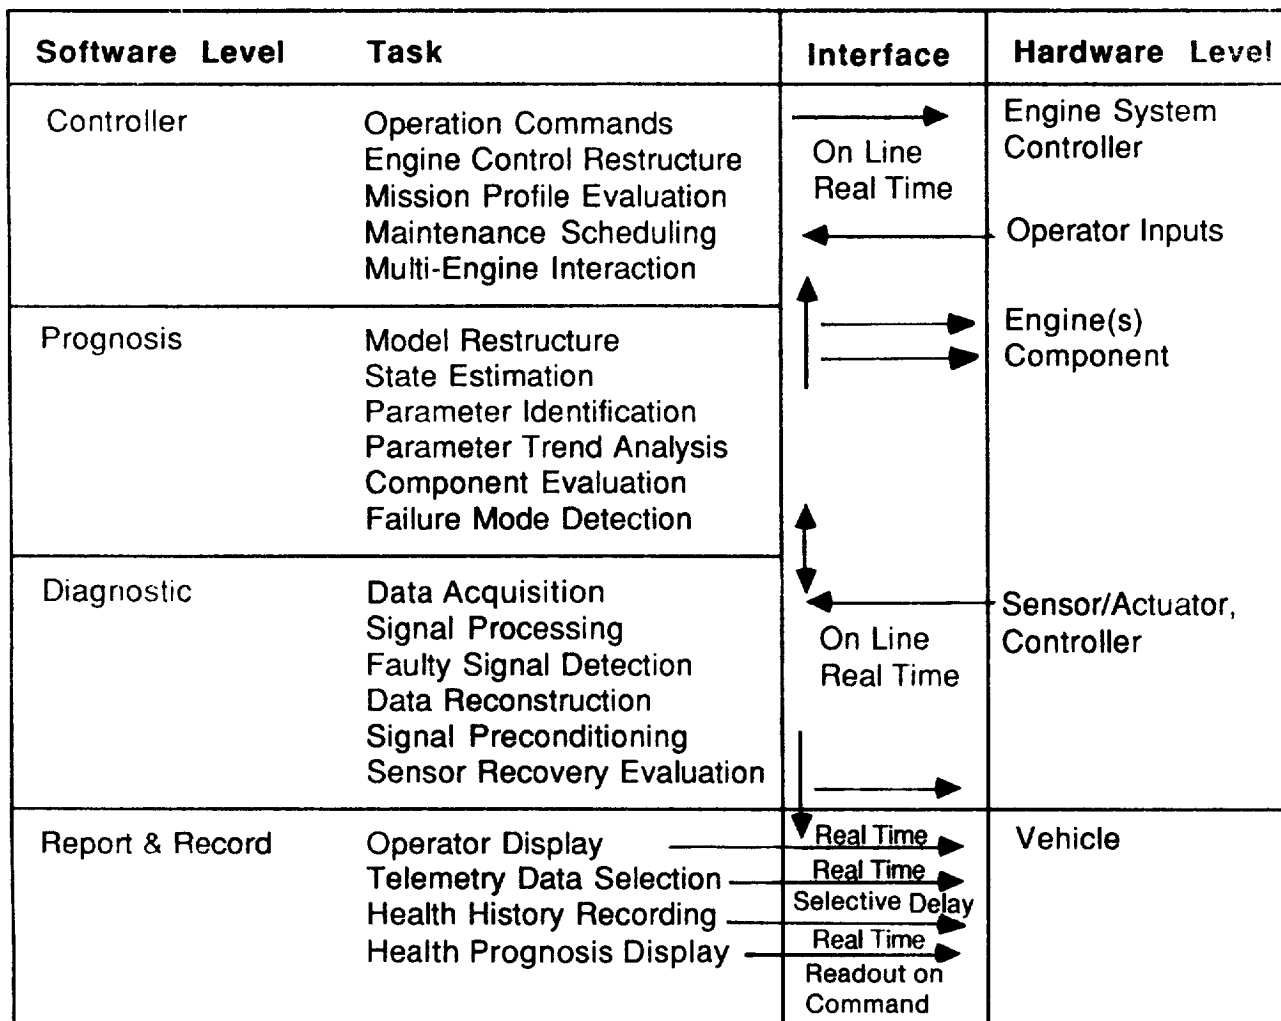 Software Level Task Interface Hardware Level
Controller
Operation Commands
Engine Control Restructure
Mission Profile Evaluation
Maintenance Scheduling
Multi-Engine Interaction
On Line
Real Time
Engine System
Controller
Operator Inputs
Prognosis
Model Restructure
State Estimation
Parameter Identification
Parameter Trend Analysis
Component Evaluation
Failure Mode Detection
Engine(s)
Component
Diagnostic
Data Acquisition
Signal Processing
Faulty Signal Detection
Data Reconstruction
Signal Preconditioning
Sensor Recovery Evaluation
On Line
Real Time
Sensor/Actuator,
Controller
Report & Record
Operator Display
Telemetry Data Selection
Health History Recording
Health Prognosis Display
Real Time
Real Time
Selective Delay
Real Time
Readout on
Command
Vehicle